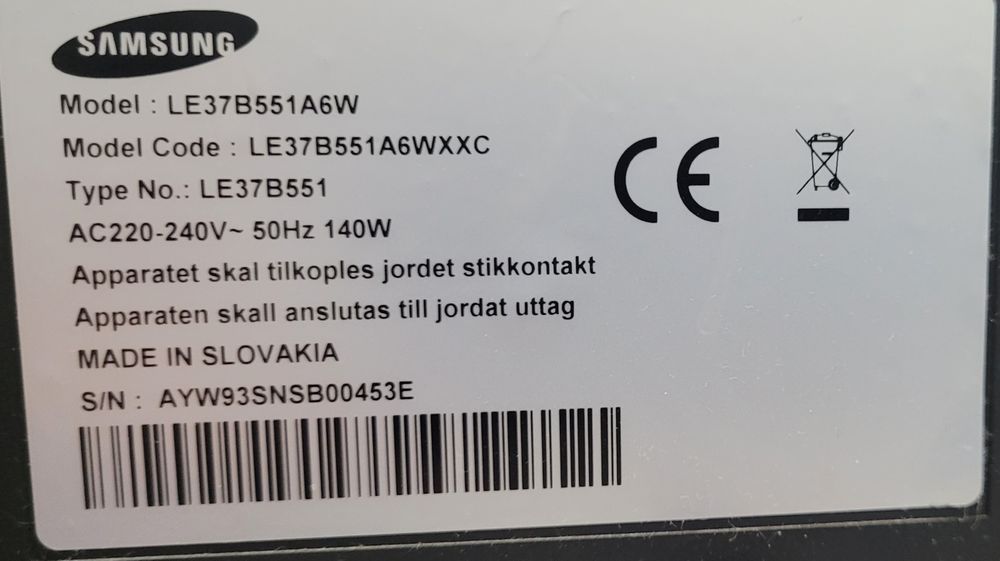 SAMSUNG
Model : LE37B551A6W
Model Code : LE37B551A6WXXC
Type No.: LE37B551
AC220-240V~ 50Hz 140W
Apparatet skal tilkoples jordet stikkontakt
Apparaten skall anslutas till jordat uttag
MADE IN SLOVAKIA
S/N : AYW93SNSB00453E
CE